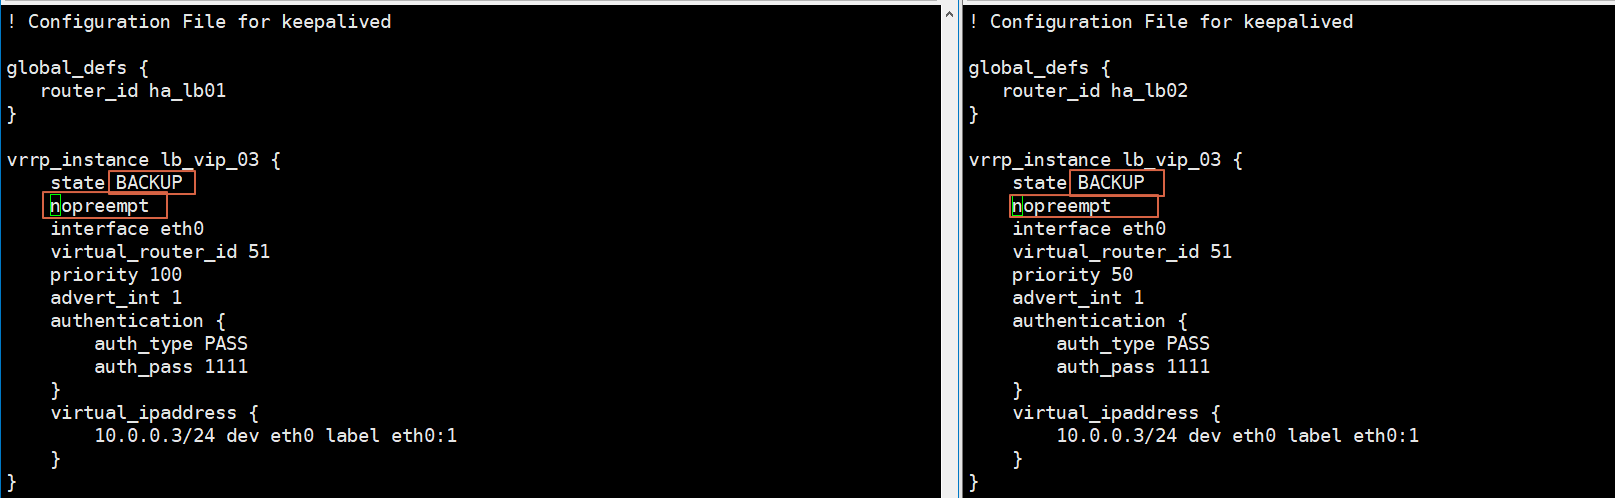 ! Configuration File for keepalived
global_defs {
router_id ha_lb01
}
vrrp_instance lb_vip_03 {
state BACKUP
nopreempt
interface eth0
virtual_router_id 51
priority 100
advert_int 1
authentication {
auth_type PASS
auth_pass 1111
}
virtual_ipaddress {
10.0.0.3/24 dev eth0 label eth0:1
}
}
! Configuration File for keepalived
global_defs {
router_id ha_lb02
}
vrrp_instance lb_vip_03 {
state BACKUP
nopreempt
interface eth0
virtual_router_id 51
priority 50
advert_int 1
authentication {
auth_type PASS
auth_pass 1111
}
virtual_ipaddress {
10.0.0.3/24 dev eth0 label eth0:1
}
}